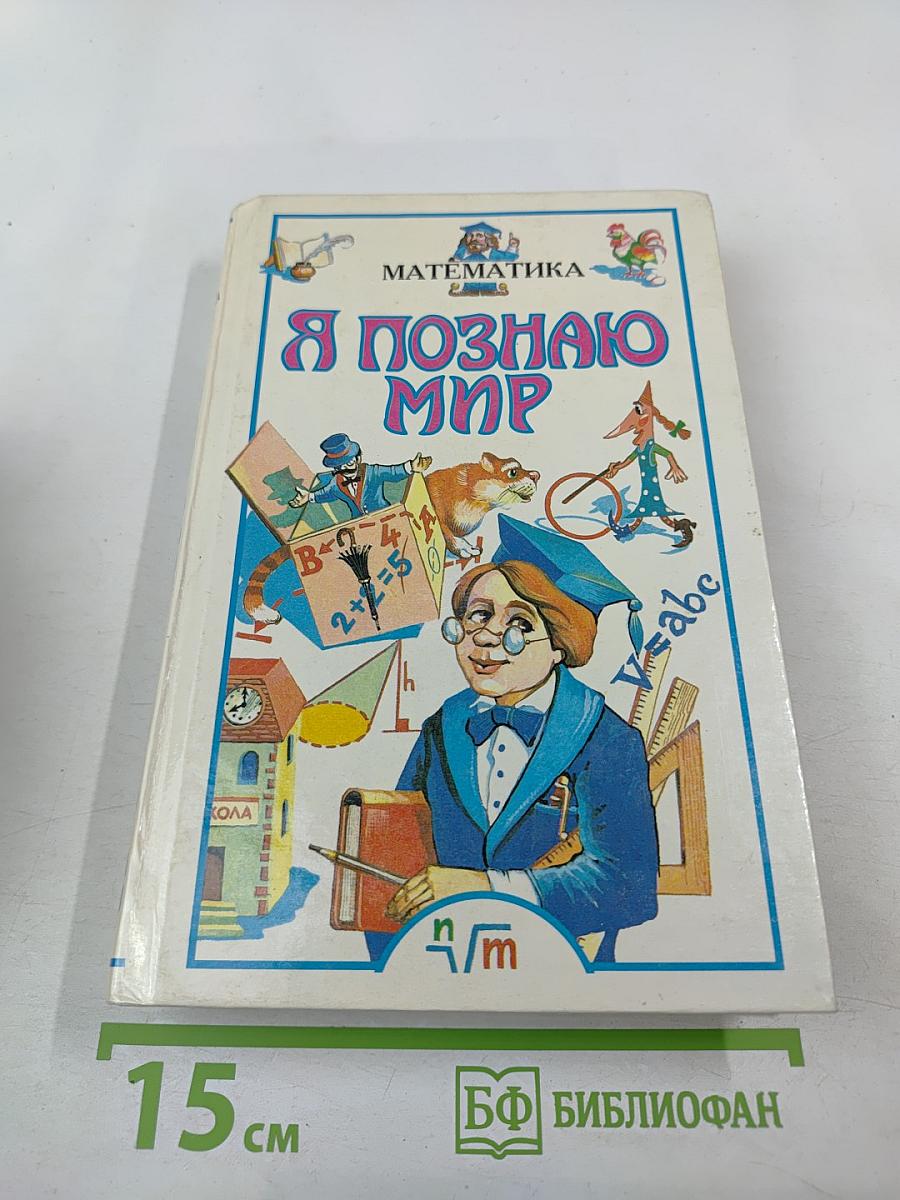 МАТЕМАТИКА
Я ПОЗНАЮ
МИР
B 4 A
2+2=5
V=abc
h
КОЛА
n√m
15 см
БФ БИБЛИОФАН